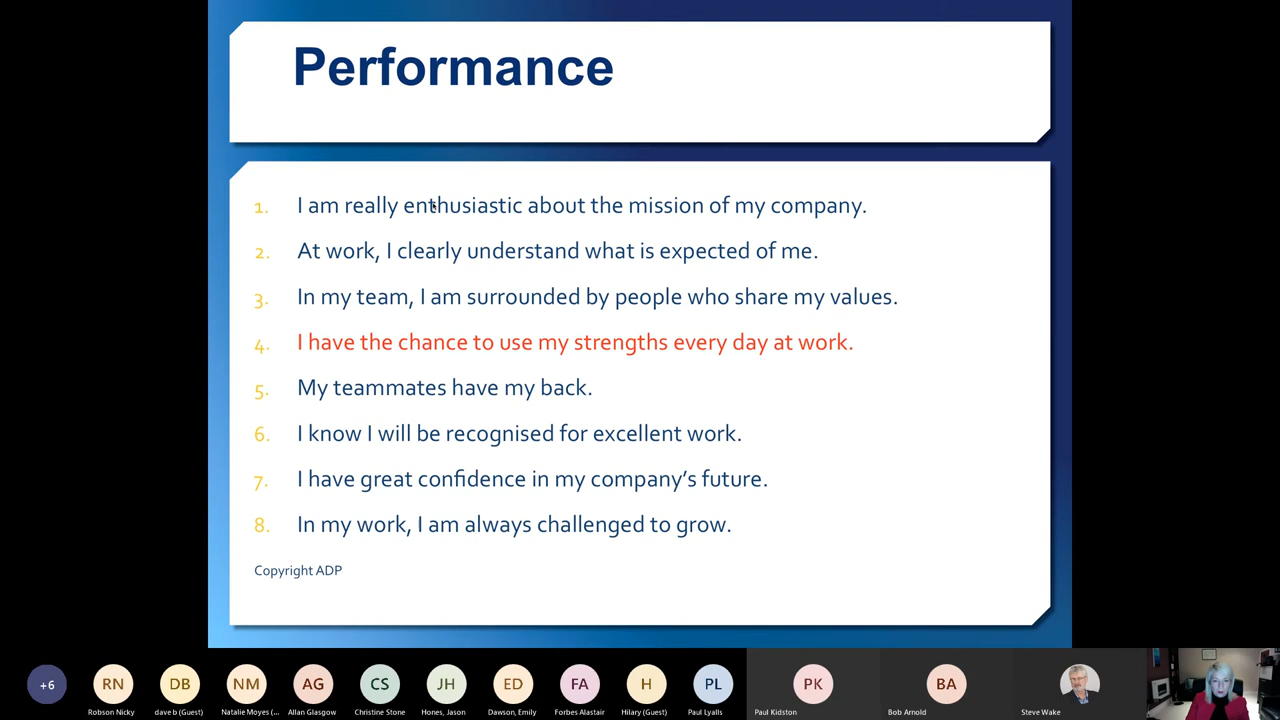 Performance
1. I am really enthusiastic about the mission of my company.
2. At work, I clearly understand what is expected of me.
3. In my team, I am surrounded by people who share my values.
4. I have the chance to use my strengths every day at work.
5. My teammates have my back.
6. I know I will be recognised for excellent work.
7. I have great confidence in my company’s future.
8. In my work, I am always challenged to grow.
Copyright ADP
+6 RN DB NM AG CS JH ED FA H PL PK BA
Robson Nicky dave b (Guest) Natalie Moyes (... Allan Glasgow Christine Stone Hones, Jason Dawson, Emily Forbes Alastair Hilary (Guest) Paul Lyalls Paul Kidston Bob Arnold Steve Wake